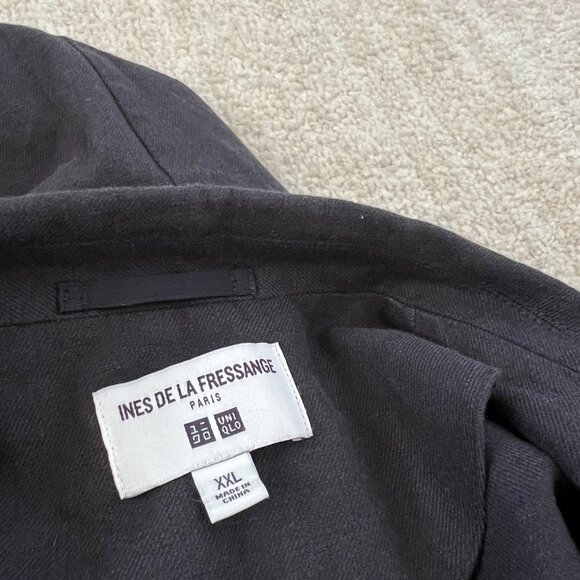 INES DE LA FRESSANGE
PARIS
ユニ UNI
クロ QLO
XXL
MADE IN
CHINA